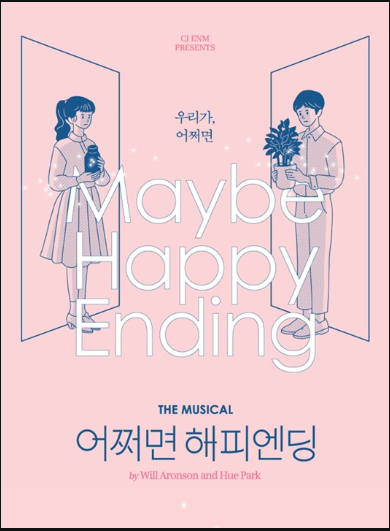 CJ ENM
PRESENTS
우리가,
어쩌면
Maybe
Happy
Ending
THE MUSICAL
어쩌면 해피엔딩
by Will Aronson and Hue Park